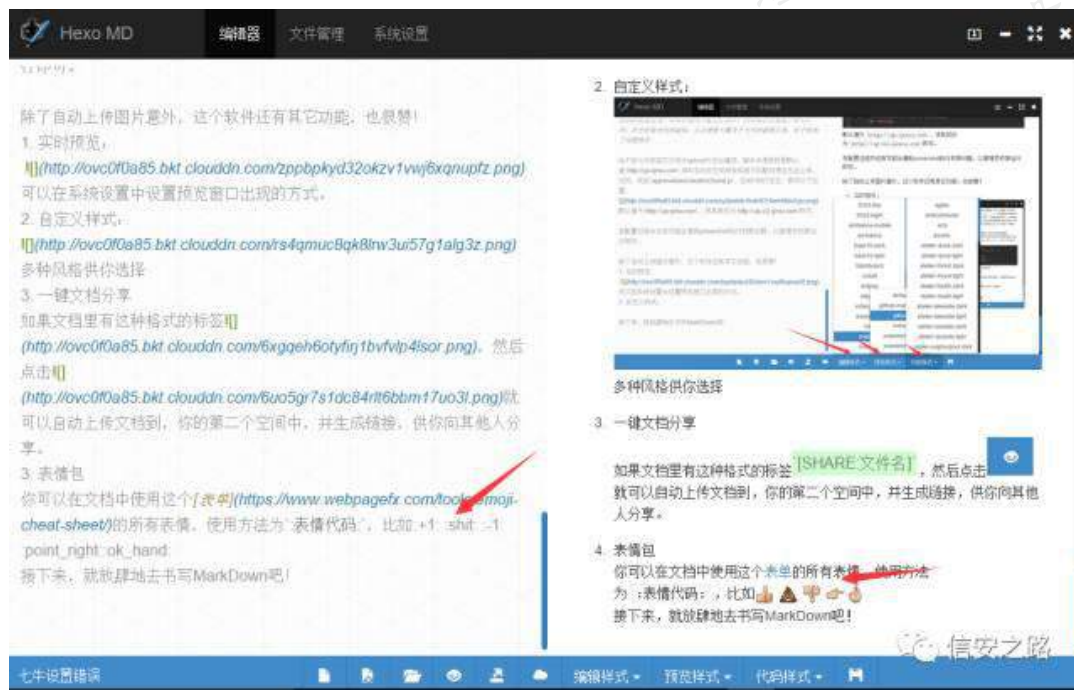 Hexo MD 编辑器 文件管理 系统设置
除了自动上传图片意外，这个软件还有其它功能，也很赞！
1. 实时预览，
![](http://ovc0f0a85.bkt.clouddn.com/zppbpkyd32okzv1vwj6xqnupfz.png)
可以在系统设置中设置预览窗口出现的方式。
2. 自定义样式，
![](http://ovc0f0a85.bkt.clouddn.com/rs4qmuc8qk8lrw3ui57g1alg3z.png)
多种风格供你选择
3. 一键文档分享
如果文档里有这种格式的标签![]
(http://ovc0f0a85.bkt.clouddn.com/6xgqeh6otyfirj1bvfvlp4lsor.png)，然后
点击![]
(http://ovc0f0a85.bkt.clouddn.com/6uo5gr7s1dc84rlt6bbm17uo3l.png)就
可以自动上传文档到，你的第二个空间中，并生成链接，供你向其他人分
享。
3. 表情包
你可以在文档中使用这个[表单](https://www.webpagefx.com/tools/emoji-
cheat-sheet/)的所有表情，使用方法为`:表情代码:`，比如:+1: :shit: :-1:
:point_right::ok_hand:
接下来，就放肆地去书写MarkDown吧！
2. 自定义样式：
多种风格供你选择
3. 一键文档分享
如果文档里有这种格式的标签 `[SHARE:文件名]`，然后点击
就可以自动上传文档到，你的第二个空间中，并生成链接，供你向其他
人分享。
4. 表情包
你可以在文档中使用这个表单的所有表情，使用方法
为 :表情代码: ，比如
接下来，就放肆地去书写MarkDown吧！
信安之路
七牛设置错误 编辑样式 预览样式 代码样式